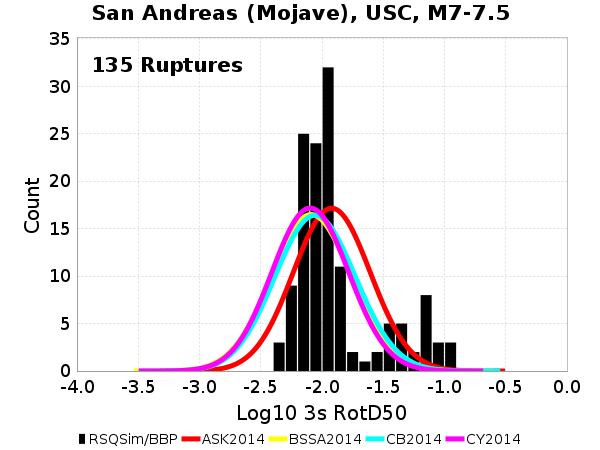 San Andreas (Mojave), USC, M7-7.5
135 Ruptures
Count
35
30
25
20
15
10
5
0
-4.0 -3.5 -3.0 -2.5 -2.0 -1.5 -1.0 -0.5 0.0
Log10 3s RotD50
RSQSim/BBP ASK2014 BSSA2014 CB2014 CY2014